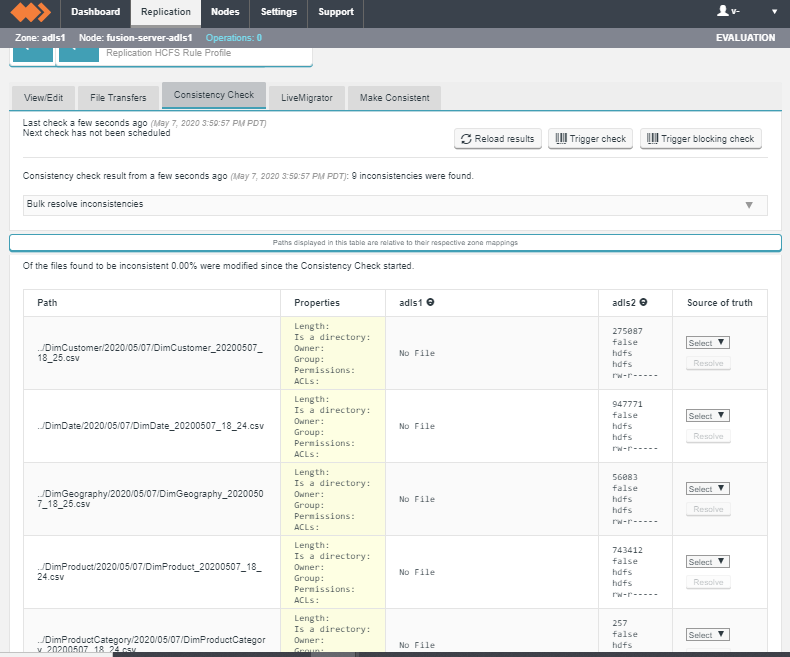 Dashboard Replication Nodes Settings Support v-
Zone: adls1 Node: fusion-server-adls1 Operations: 0 EVALUATION
Replication HCFS Rule Profile
View/Edit File Transfers Consistency Check LiveMigrator Make Consistent
Last check a few seconds ago (May 7, 2020 3:59:57 PM PDT)
Next check has not been scheduled
Reload results Trigger check Trigger blocking check
Consistency check result from a few seconds ago (May 7, 2020 3:59:57 PM PDT): 9 inconsistencies were found.
Bulk resolve inconsistencies
Paths displayed in this table are relative to their respective zone mappings
Of the files found to be inconsistent 0.00% were modified since the Consistency Check started.
Path Properties adls1 adls2 Source of truth
../DimCustomer/2020/05/07/DimCustomer_20200507_
18_25.csv
Length:
Is a directory:
Owner:
Group:
Permissions:
ACLs:
No File
275087
false
hdfs
hdfs
rw-r-----
Select
Resolve
../DimDate/2020/05/07/DimDate_20200507_18_24.csv
Length:
Is a directory:
Owner:
Group:
Permissions:
ACLs:
No File
947771
false
hdfs
hdfs
rw-r-----
Select
Resolve
../DimGeography/2020/05/07/DimGeography_2020050
7_18_25.csv
Length:
Is a directory:
Owner:
Group:
Permissions:
ACLs:
No File
56083
false
hdfs
hdfs
rw-r-----
Select
Resolve
../DimProduct/2020/05/07/DimProduct_20200507_18_
24.csv
Length:
Is a directory:
Owner:
Group:
Permissions:
ACLs:
No File
743412
false
hdfs
hdfs
rw-r-----
Select
Resolve
../DimProductCategory/2020/05/07/DimProductCategor
y_20200507_18_24.csv
Length:
Is a directory:
Owner:
Group:
No File
257
false
hdfs
Select